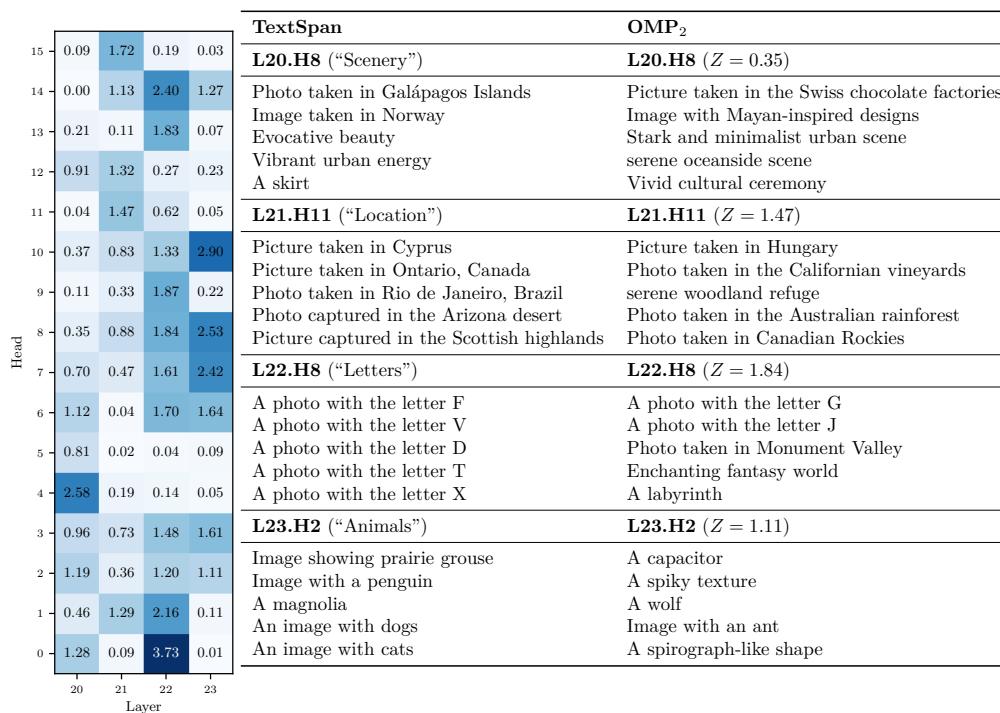 15 0.09 1.72 0.19 0.03
14 0.00 1.13 2.40 1.27
13 0.21 0.11 1.83 0.07
12 0.91 1.32 0.27 0.23
11 0.04 1.47 0.62 0.05
10 0.37 0.83 1.33 2.90
9 0.11 0.33 1.87 0.22
8 0.35 0.88 1.84 2.53
7 0.70 0.47 1.61 2.42
6 1.12 0.04 1.70 1.64
5 0.81 0.02 0.04 0.09
4 2.58 0.19 0.14 0.05
3 0.96 0.73 1.48 1.61
2 1.19 0.36 1.20 1.11
1 0.46 1.29 2.16 0.11
0 1.28 0.09 3.73 0.01
20 21 22 23
Layer
Head
TextSpan OMP₂
L20.H8 (“Scenery”) L20.H8 (Z = 0.35)
Photo taken in Galápagos Islands Picture taken in the Swiss chocolate factories
Image taken in Norway Image with Mayan-inspired designs
Evocative beauty Stark and minimalist urban scene
Vibrant urban energy serene oceanside scene
A skirt Vivid cultural ceremony
L21.H11 (“Location”) L21.H11 (Z = 1.47)
Picture taken in Cyprus Picture taken in Hungary
Picture taken in Ontario, Canada Photo taken in the Californian vineyards
Photo taken in Rio de Janeiro, Brazil serene woodland refuge
Photo captured in the Arizona desert Photo taken in the Australian rainforest
Picture captured in the Scottish highlands Photo taken in Canadian Rockies
L22.H8 (“Letters”) L22.H8 (Z = 1.84)
A photo with the letter F A photo with the letter G
A photo with the letter V A photo with the letter J
A photo with the letter D Photo taken in Monument Valley
A photo with the letter T Enchanting fantasy world
A photo with the letter X A labyrinth
L23.H2 (“Animals”) L23.H2 (Z = 1.11)
Image showing prairie grouse A capacitor
Image with a penguin A spiky texture
A magnolia A wolf
An image with dogs Image with an ant
An image with cats A spirograph-like shape